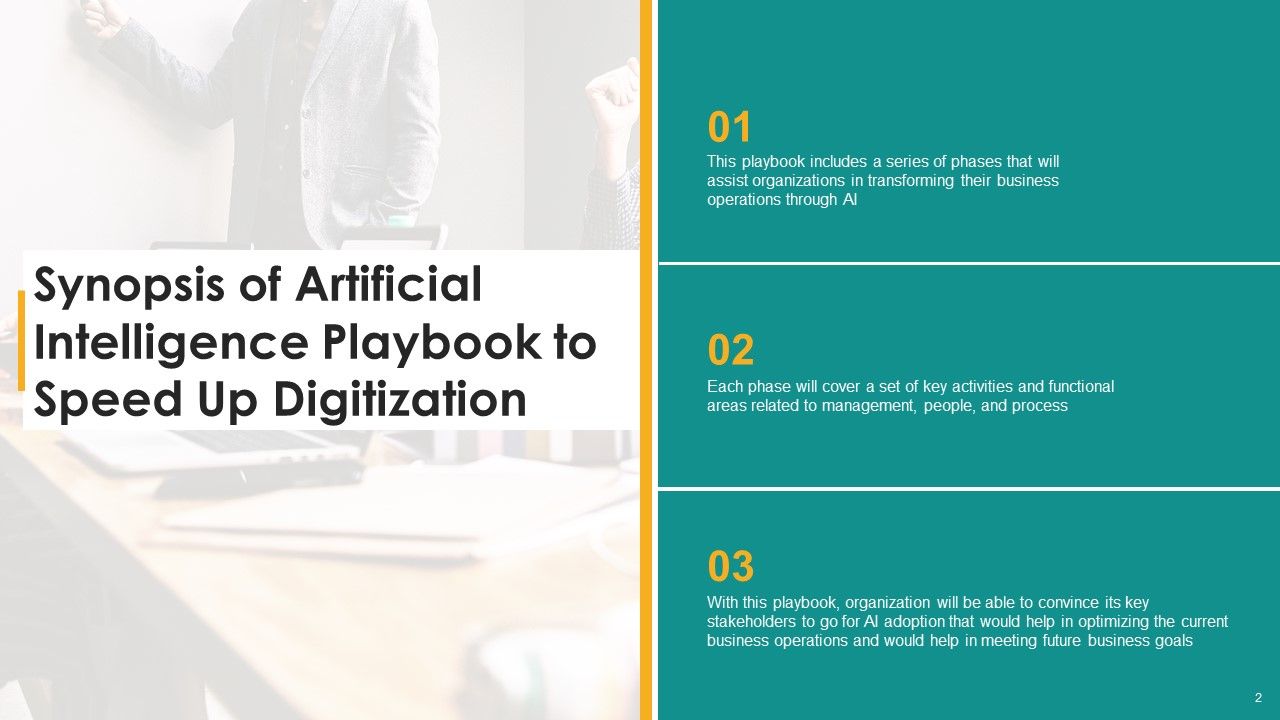 Synopsis of Artificial
Intelligence Playbook to
Speed Up Digitization
01
This playbook includes a series of phases that will
assist organizations in transforming their business
operations through AI
02
Each phase will cover a set of key activities and functional
areas related to management, people, and process
03
With this playbook, organization will be able to convince its key
stakeholders to go for AI adoption that would help in optimizing the current
business operations and would help in meeting future business goals
2